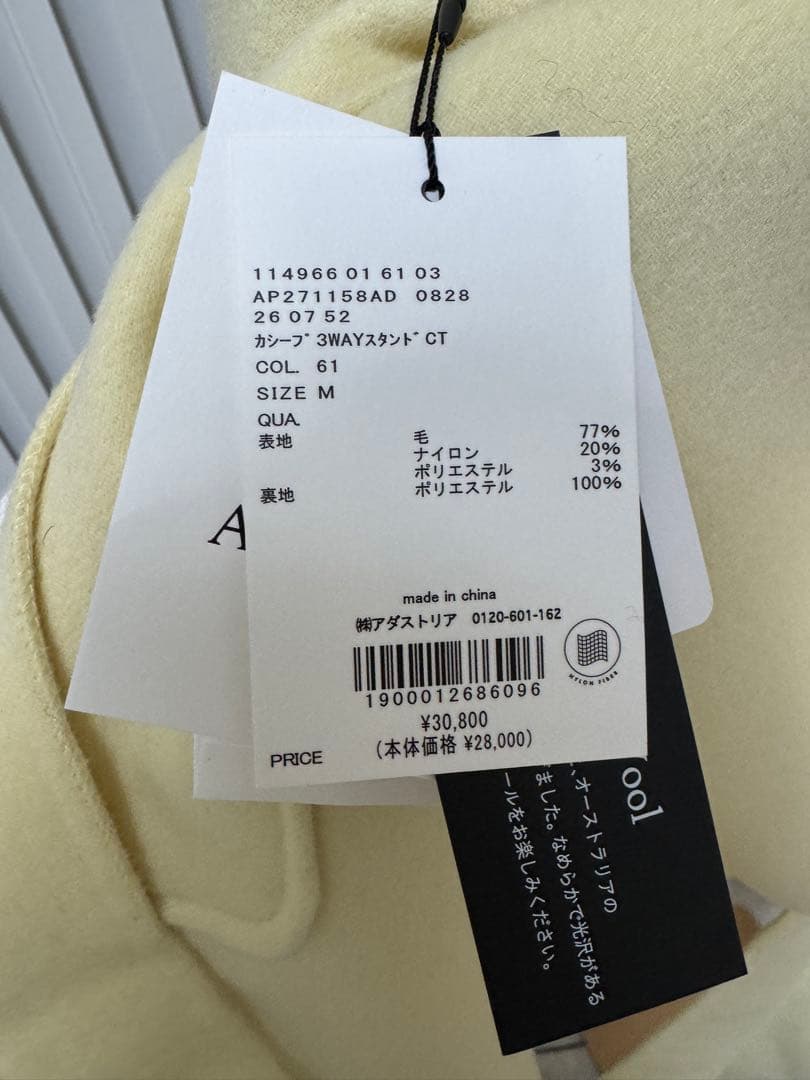 114966 01 61 03
AP271158AD 0828
26 07 52
カシーブﾞ 3WAYスタンドﾞ CT
COL. 61
SIZE M
QUA.
表地 毛 77%
ナイロン 20%
ポリエステル 3%
裏地 ポリエステル 100%
made in china
㈱アダストリア 0120-601-162
NYLON FIBER
1900012686096
¥30,800
PRICE (本体価格 ¥28,000)
A
ool
、オーストラリアの
ました。なめらかで光沢がある
ールをお楽しみください。